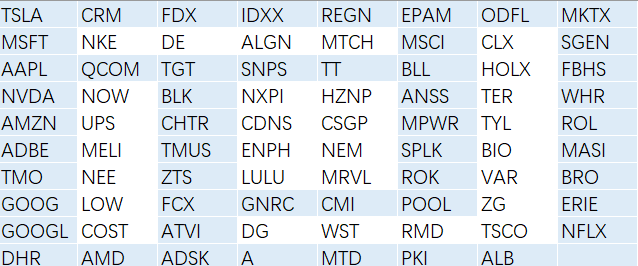 TSLA CRM FDX IDXX REGN EPAM ODFL MKTX
MSFT NKE DE ALGN MTCH MSCI CLX SGEN
AAPL QCOM TGT SNPS TT BLL HOLX FBHS
NVDA NOW BLK NXPI HZNP ANSS TER WHR
AMZN UPS CHTR CDNS CSGP MPWR TYL ROL
ADBE MELI TMUS ENPH NEM SPLK BIO MASI
TMO NEE ZTS LULU MRVL ROK VAR BRO
GOOG LOW FCX GNRC CMI POOL ZG ERIE
GOOGL COST ATVI DG WST RMD TSCO NFLX
DHR AMD ADSK A MTD PKI ALB